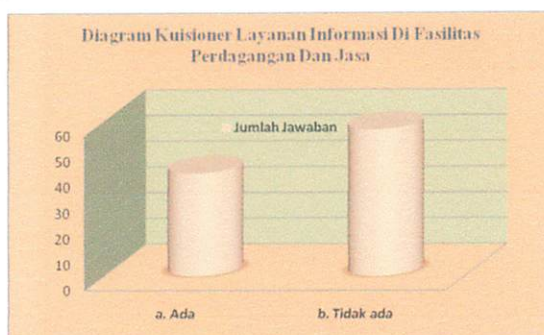 Diagram Kuisioner Layanan Informasi Di Fasilitas
Perdagangan Dan Jasa
Jumlah Jawaban
60
50
40
30
20
10
0
a. Ada
b. Tidak ada